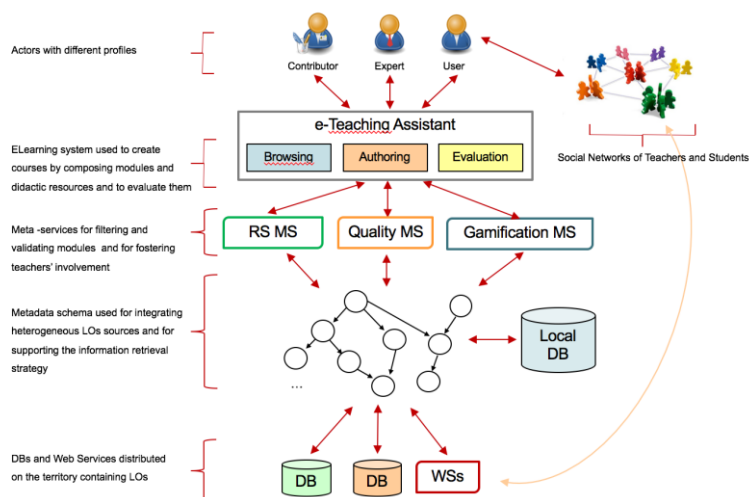 Actors with different profiles
DB
Contributor
Expert
User
Social Networks of Teachers and Students
ELearning system used to create
courses by composing modules and
didactic resources and to evaluate them
e-Teaching Assistant
Browsing
Authoring
Evaluation
Meta -services for filtering and
validating modules and for fostering
teachers' involvement
RS MS
Quality MS
Gamification MS
Metadata schema used for integrating
heterogeneous LOs sources and for
supporting the information retrieval
strategy
...
Local
DB
DBs and Web Services distributed
on the territory containing LOs
DB
DB
WSs